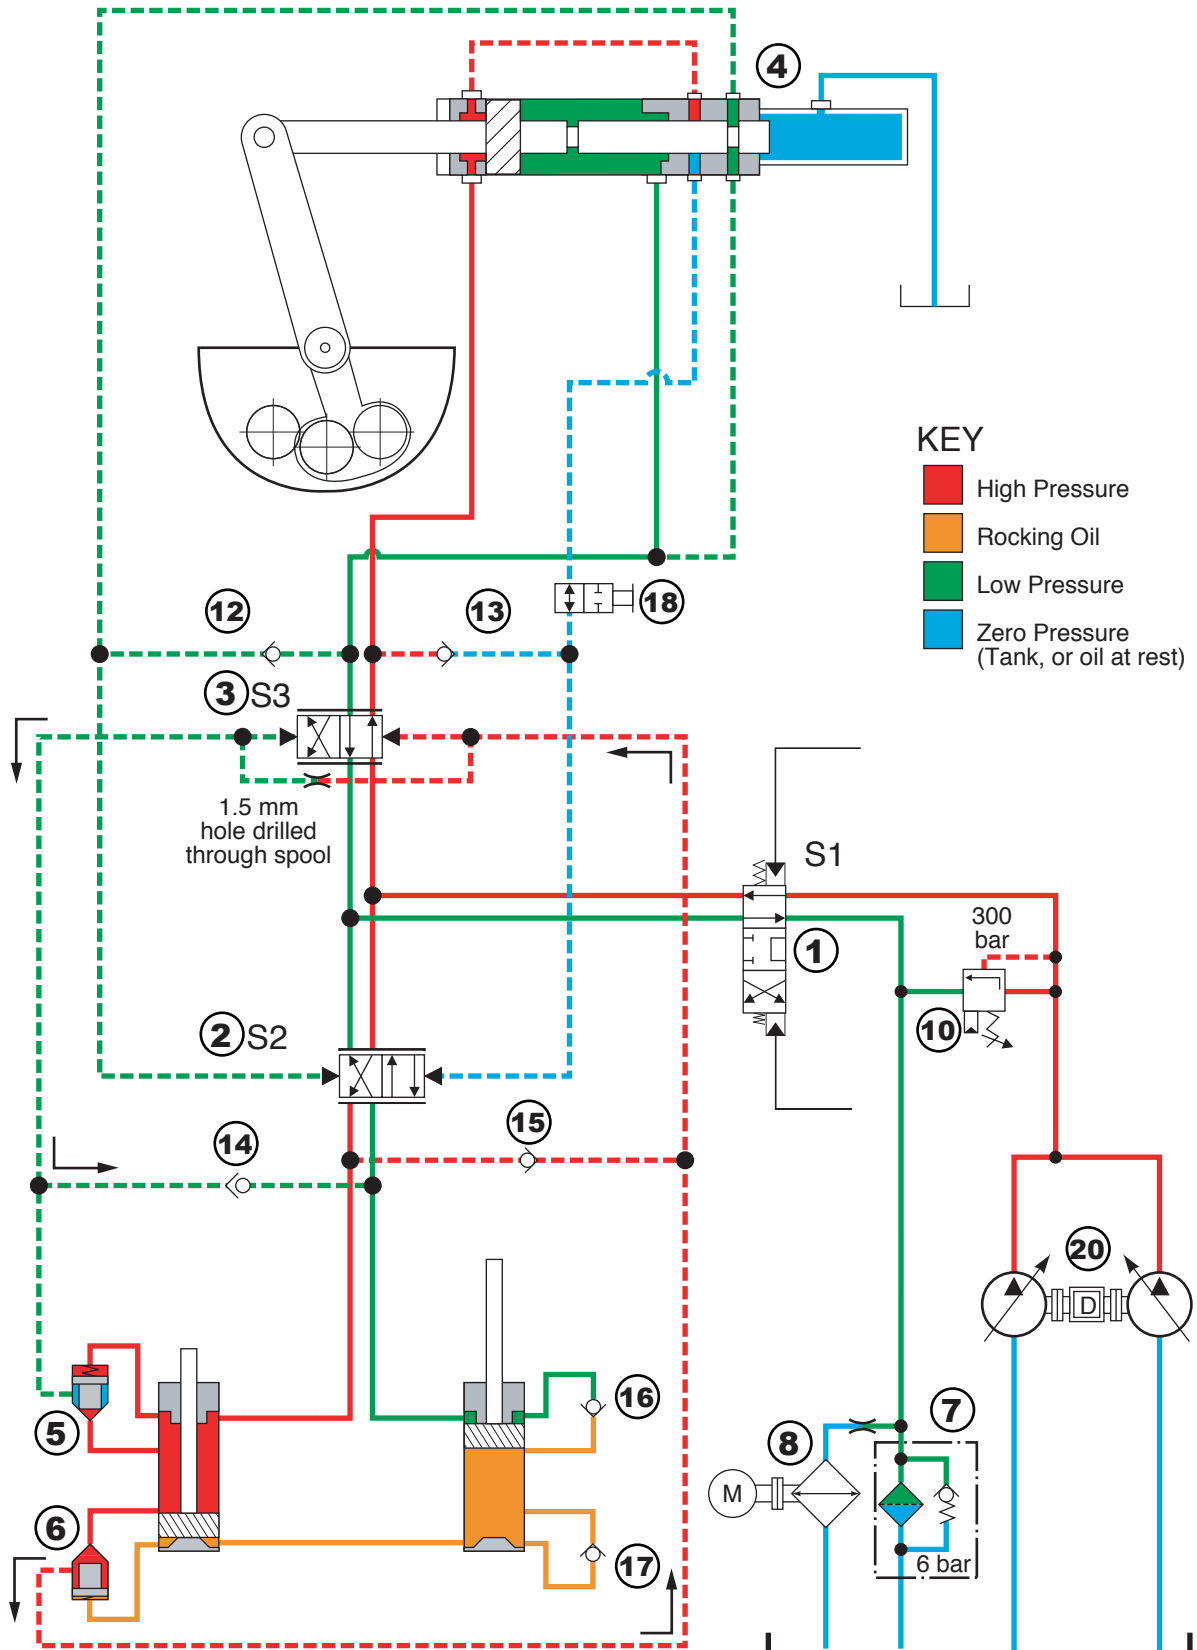 4
KEY
High Pressure
Rocking Oil
Low Pressure
Zero Pressure
(Tank, or oil at rest)
12
13
18
3 S3
1.5 mm
hole drilled
through spool
S1
300
bar
1
10
2 S2
15
14
20
D
16
7
5
8
M
6
17
6 bar